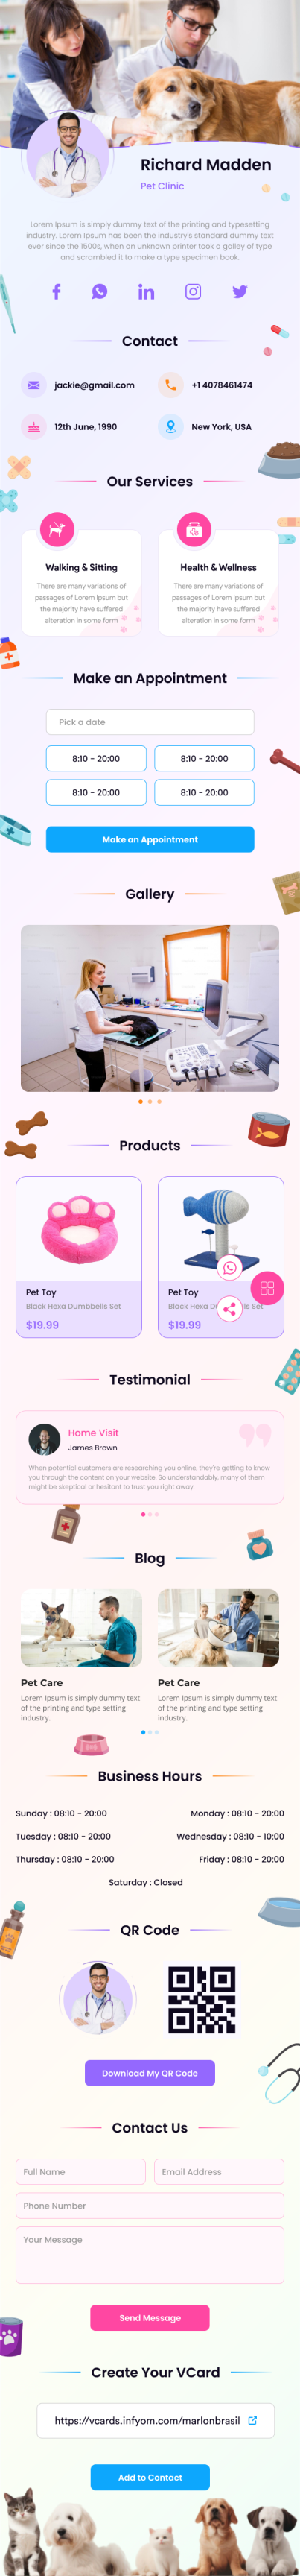 Richard Madden
Pet Clinic
Lorem Ipsum is simply dummy text of the printing and typesetting
industry. Lorem Ipsum has been the industry's standard dummy text
ever since the 1500s, when an unknown printer took a galley of type
and scrambled it to make a type specimen book.
Contact
jackie@gmail.com
+1 4078461474
12th June, 1990
New York, USA
Our Services
Walking & Sitting
There are many variations of
passages of Lorem Ipsum but
the majority have suffered
alteration in some form
Health & Wellness
There are many variations of
passages of Lorem Ipsum but
the majority have suffered
alteration in some form
Make an Appointment
Pick a date
8:10 - 20:00
8:10 - 20:00
8:10 - 20:00
8:10 - 20:00
Make an Appointment
Gallery
Products
Pet Toy
Black Hexa Dumbbells Set
$19.99
Pet Toy
Black Hexa Du lls Set
$19.99
Testimonial
Home Visit
James Brown
When potential customers are researching you online, they're getting to know
you through the content on your website. So understandably, many of them
might be skeptical or hesitant to trust you right away.
Blog
Pet Care
Lorem Ipsum is simply dummy text
of the printing and type setting
industry.
Pet Care
Lorem Ipsum is simply dummy text
of the printing and type setting
industry.
Business Hours
Sunday : 08:10 - 20:00
Monday : 08:10 - 20:00
Tuesday : 08:10 - 20:00
Wednesday : 08:10 - 10:00
Thursday : 08:10 - 20:00
Friday : 08:10 - 20:00
Saturday : Closed
QR Code
Download My QR Code
Contact Us
Full Name
Email Address
Phone Number
Your Message
Send Message
Create Your VCard
https://vcards.infyom.com/marlonbrasil
Add to Contact